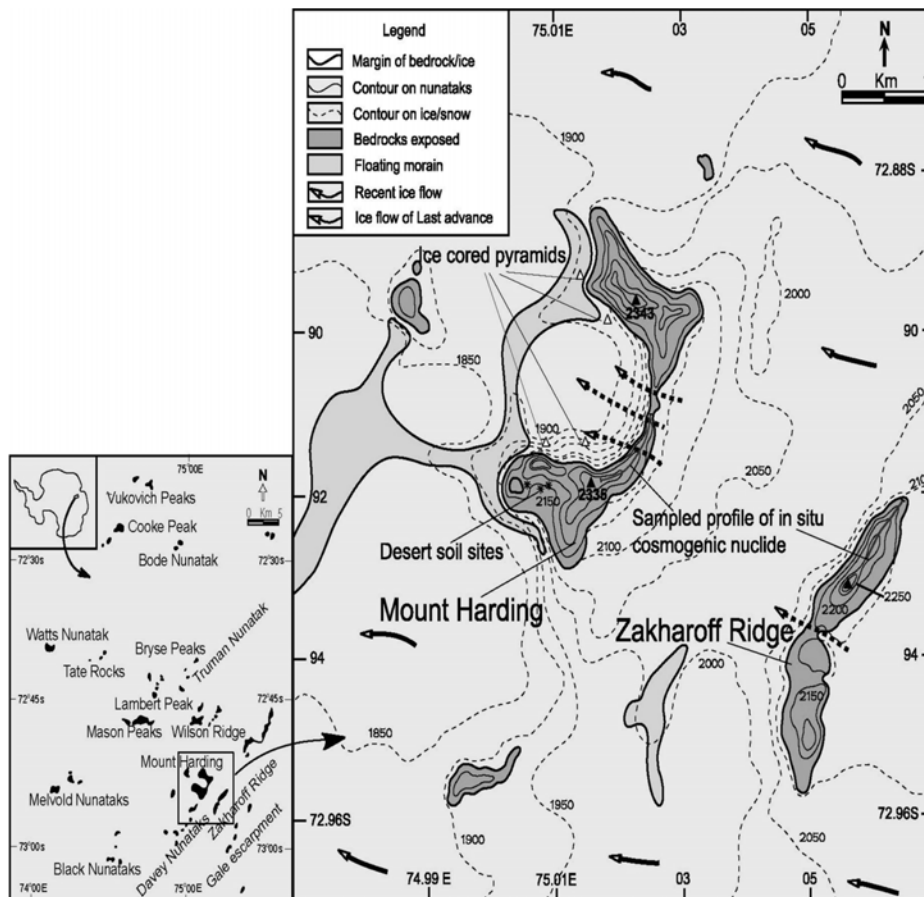 Legend
Margin of bedrock/ice
Contour on nunataks
Contour on ice/snow
Bedrocks exposed
Floating morain
Recent ice flow
Ice flow of Last advance
75.01E
03
05
N
0 Km
1900
72.88S
Ice cored pyramids
2000
2343
90
90
1850
2050
1900
2050
92
2150
2336
Sampled profile of in situ
cosmogenic nuclide
Desert soil sites
2100
Mount Harding
2250
2200
Zakharoff Ridge
94
94
2000
2150
1850
1950
72.96S
1900
2050
74.99 E
75.01E
03
05
75°00E
N
0 Km 5
Vukovich Peaks
Cooke Peak
Bode Nunatak
72°30s
Watts Nunatak
Bryse Peaks
Truman Nunatak
Tate Rocks
Lambert Peak
72°45s
Mason Peaks
Wilson Ridge
Mount Harding
Melvold Nunataks
Zakharoff Ridge
Davey Nunataks
Gale escarpment
73°00s
73°00s
Black Nunataks
74°00E
75°00E